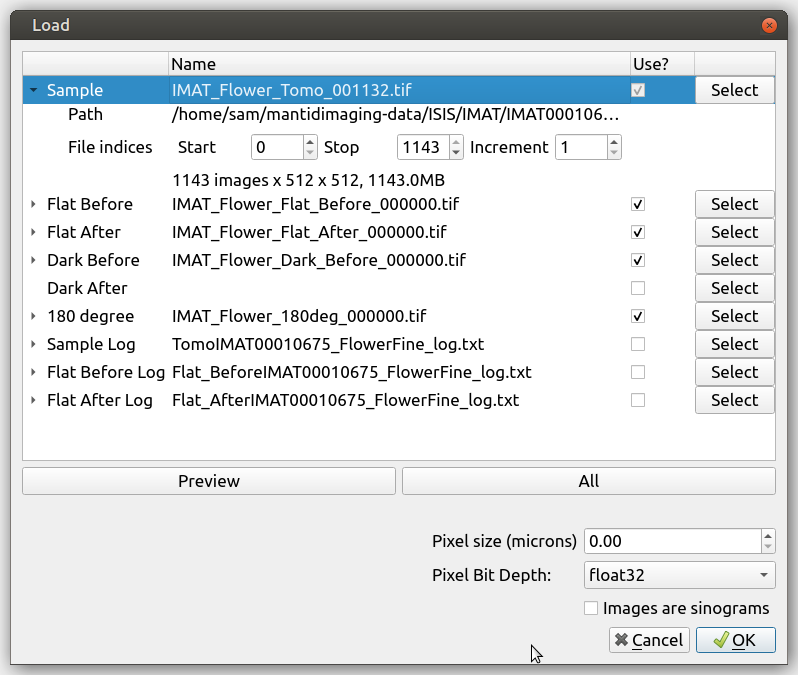 Load
Name Use?
Sample IMAT_Flower_Tomo_001132.tif Select
Path /home/sam/mantidimaging-data/ISIS/IMAT/IMAT000106...
File indices Start 0 Stop 1143 Increment 1
1143 images x 512 x 512, 1143.0MB
Flat Before IMAT_Flower_Flat_Before_000000.tif Select
Flat After IMAT_Flower_Flat_After_000000.tif Select
Dark Before IMAT_Flower_Dark_Before_000000.tif Select
Dark After Select
180 degree IMAT_Flower_180deg_000000.tif Select
Sample Log TomoIMAT00010675_FlowerFine_log.txt Select
Flat Before Log Flat_BeforeIMAT00010675_FlowerFine_log.txt Select
Flat After Log Flat_AfterIMAT00010675_FlowerFine_log.txt Select
Preview All
Pixel size (microns) 0.00
Pixel Bit Depth: float32
Images are sinograms
Cancel OK